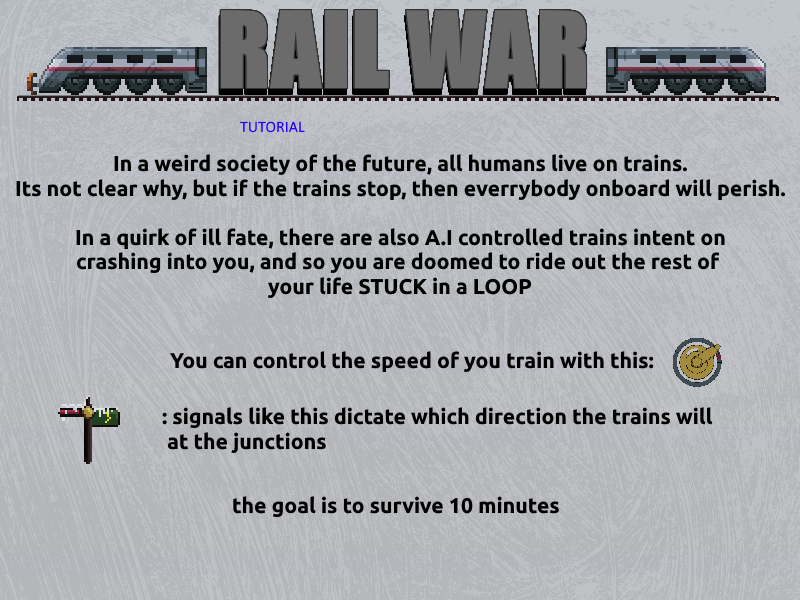 RAIL WAR
TUTORIAL
In a weird society of the future, all humans live on trains.
Its not clear why, but if the trains stop, then everrybody onboard will perish.
In a quirk of ill fate, there are also A.I controlled trains intent on
crashing into you, and so you are doomed to ride out the rest of
your life STUCK in a LOOP
You can control the speed of you train with this:
: signals like this dictate which direction the trains will
at the junctions
the goal is to survive 10 minutes